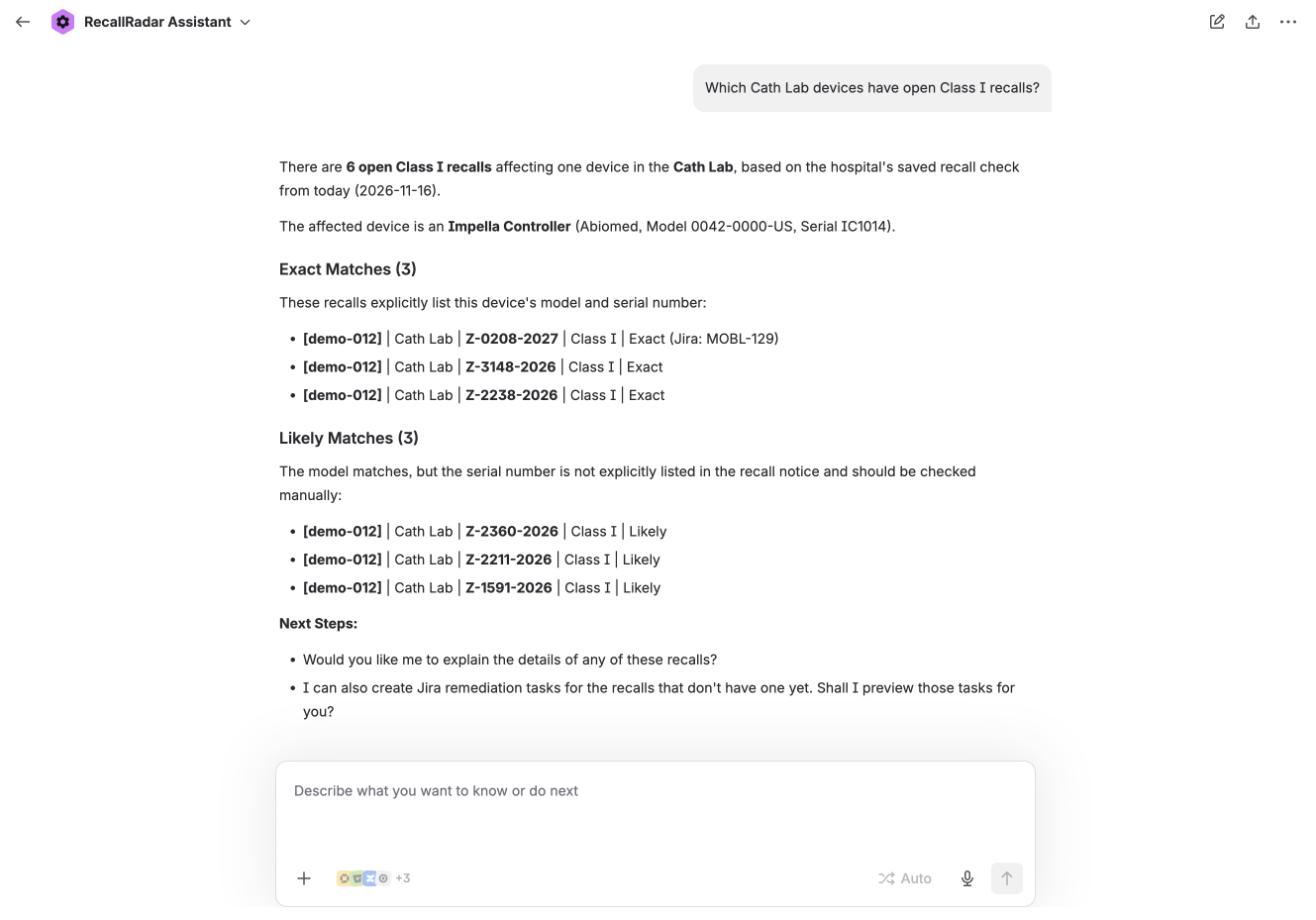 RecallRadar Assistant
Which Cath Lab devices have open Class I recalls?
There are 6 open Class I recalls affecting one device in the Cath Lab, based on the hospital's saved recall check
from today (2026-11-16).
The affected device is an Impella Controller (Abiomed, Model 0042-0000-US, Serial IC1014).
Exact Matches (3)
These recalls explicitly list this device's model and serial number:
• [demo-012] | Cath Lab | Z-0208-2027 | Class I | Exact (Jira: MOBL-129)
• [demo-012] | Cath Lab | Z-3148-2026 | Class I | Exact
• [demo-012] | Cath Lab | Z-2238-2026 | Class I | Exact
Likely Matches (3)
The model matches, but the serial number is not explicitly listed in the recall notice and should be checked
manually:
• [demo-012] | Cath Lab | Z-2360-2026 | Class I | Likely
• [demo-012] | Cath Lab | Z-2211-2026 | Class I | Likely
• [demo-012] | Cath Lab | Z-1591-2026 | Class I | Likely
Next Steps:
• Would you like me to explain the details of any of these recalls?
• I can also create Jira remediation tasks for the recalls that don't have one yet. Shall I preview those tasks for
you?
Describe what you want to know or do next
+3
Auto